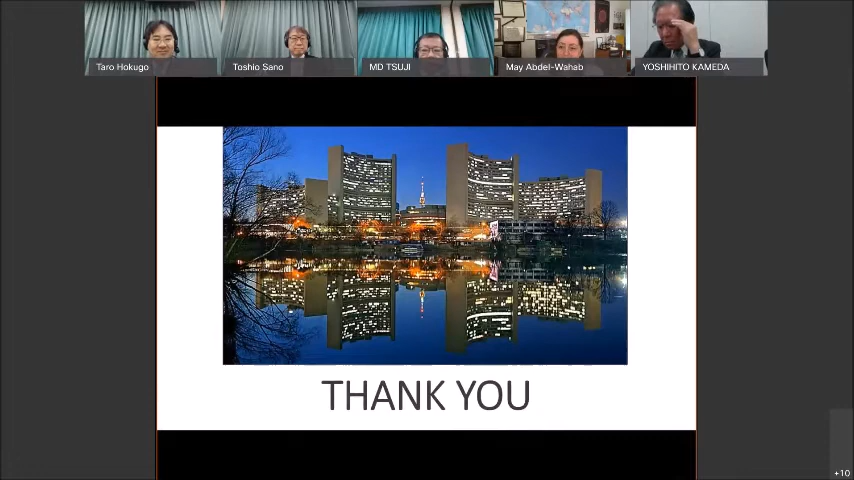 Taro Hokugo
Toshio Sano
MD TSUJI
May Abdel-Wahab
YOSHIHITO KAMEDA
THANK YOU
+10